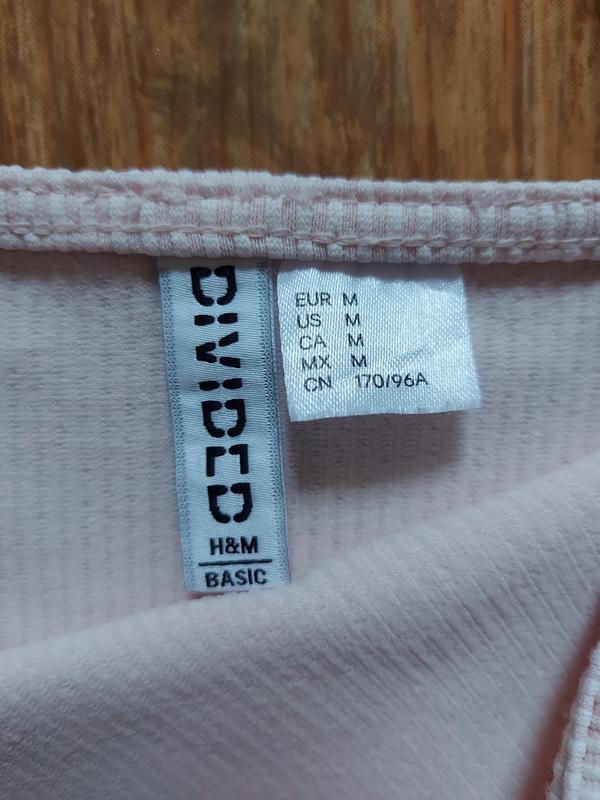 DIVIDED
H&M
BASIC
EUR M
US M
CA M
MX M
CN 170/96A